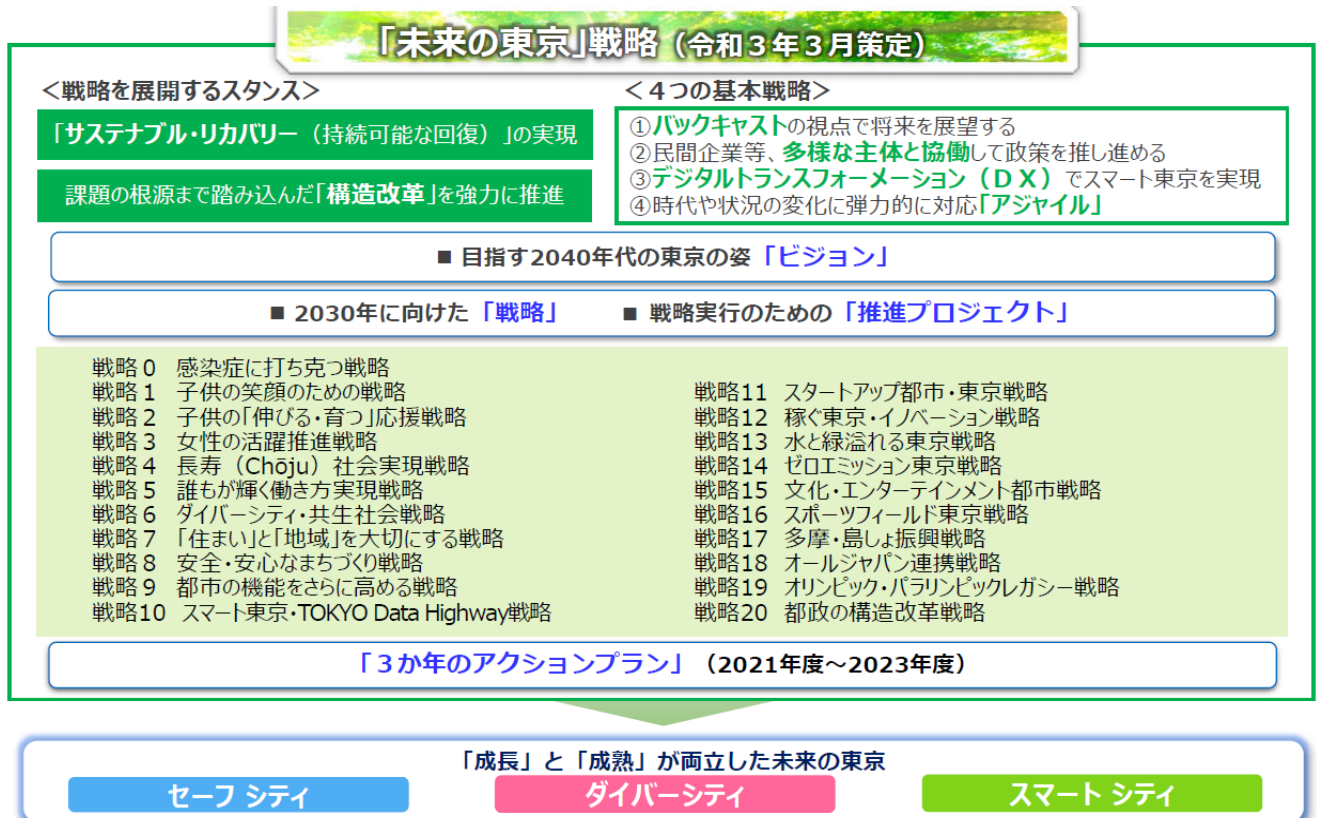 「未来の東京」戦略（令和３年３月策定）
＜戦略を展開するスタンス＞
「サステナブル・リカバリー（持続可能な回復）」の実現
課題の根源まで踏み込んだ「構造改革」を強力に推進
＜４つの基本戦略＞
①バックキャストの視点で将来を展望する
②民間企業等、多様な主体と協働して政策を推し進める
③デジタルトランスフォーメーション（ＤＸ）でスマート東京を実現
④時代や状況の変化に弾力的に対応「アジャイル」
■ 目指す2040年代の東京の姿「ビジョン」
■ 2030年に向けた「戦略」 ■ 戦略実行のための「推進プロジェクト」
戦略０ 感染症に打ち克つ戦略
戦略１ 子供の笑顔のための戦略
戦略２ 子供の「伸びる・育つ」応援戦略
戦略３ 女性の活躍推進戦略
戦略４ 長寿（Chōju）社会実現戦略
戦略５ 誰もが輝く働き方実現戦略
戦略６ ダイバーシティ・共生社会戦略
戦略７ 「住まい」と「地域」を大切にする戦略
戦略８ 安全・安心なまちづくり戦略
戦略９ 都市の機能をさらに高める戦略
戦略10 スマート東京・TOKYO Data Highway戦略
戦略11 スタートアップ都市・東京戦略
戦略12 稼ぐ東京・イノベーション戦略
戦略13 水と緑溢れる東京戦略
戦略14 ゼロエミッション東京戦略
戦略15 文化・エンターテインメント都市戦略
戦略16 スポーツフィールド東京戦略
戦略17 多摩・島しょ振興戦略
戦略18 オールジャパン連携戦略
戦略19 オリンピック・パラリンピックレガシー戦略
戦略20 都政の構造改革戦略
「３か年のアクションプラン」（2021年度～2023年度）
「成長」と「成熟」が両立した未来の東京
セーフ シティ
ダイバーシティ
スマート シティ